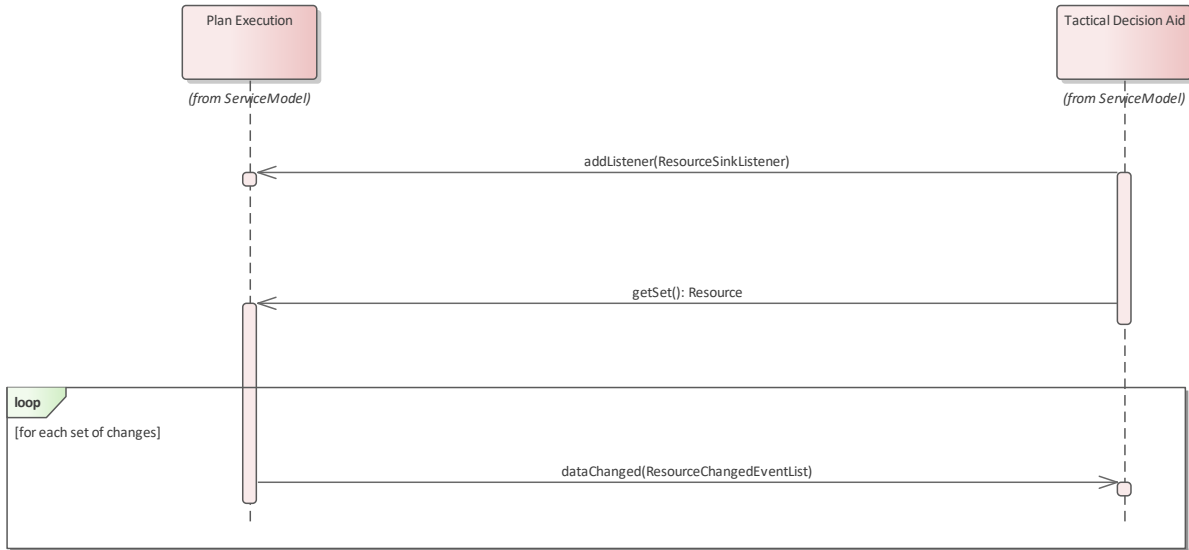 Plan Execution
Tactical Decision Aid
(from ServiceModel)
(from ServiceModel)
addListener(ResourceSinkListener)
getSet(): Resource
loop
[for each set of changes]
dataChanged(ResourceChangedEventList)